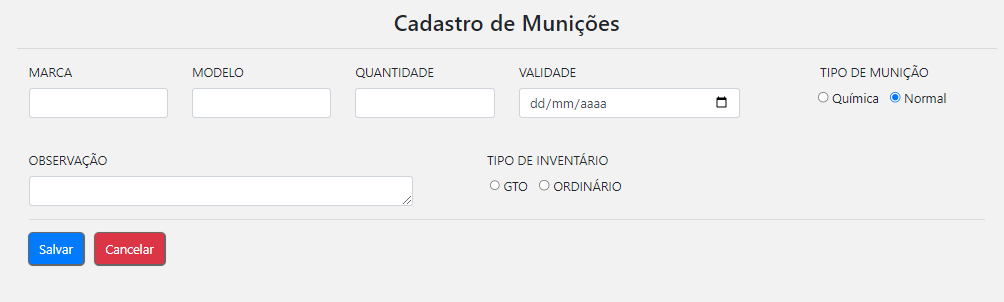 Cadastro de Munições
MARCA MODELO QUANTIDADE VALIDADE TIPO DE MUNIÇÃO
dd/mm/aaaa Química Normal
OBSERVAÇÃO TIPO DE INVENTÁRIO
GTO ORDINÁRIO
Salvar Cancelar